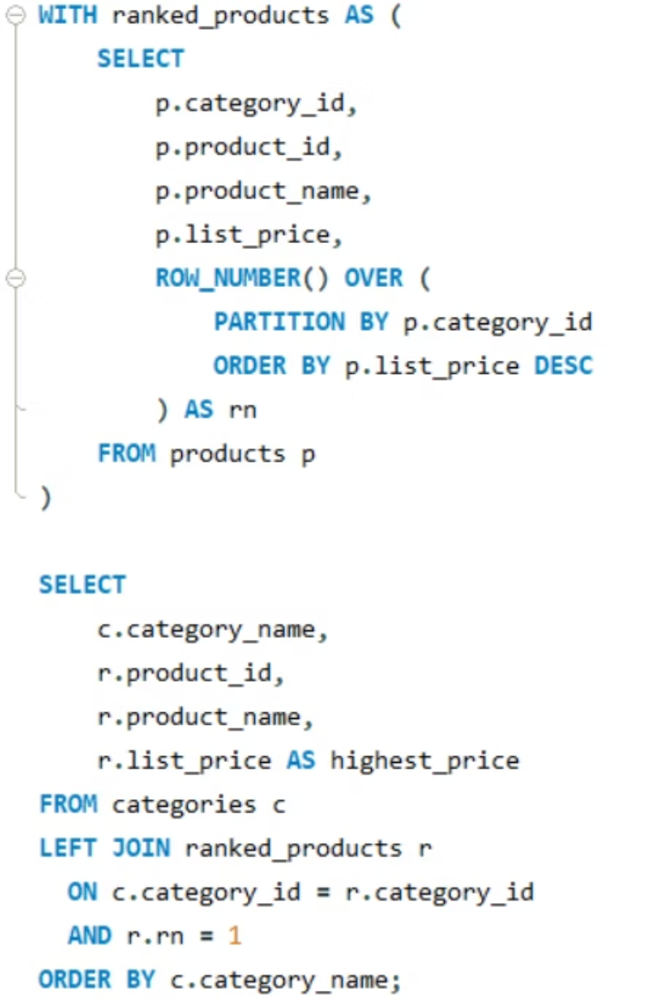 WITH ranked_products AS (
    SELECT
        p.category_id,
        p.product_id,
        p.product_name,
        p.list_price,
        ROW_NUMBER() OVER (
            PARTITION BY p.category_id
            ORDER BY p.list_price DESC
        ) AS rn
    FROM products p
)
SELECT
    c.category_name,
    r.product_id,
    r.product_name,
    r.list_price AS highest_price
FROM categories c
LEFT JOIN ranked_products r
  ON c.category_id = r.category_id
  AND r.rn = 1
ORDER BY c.category_name;